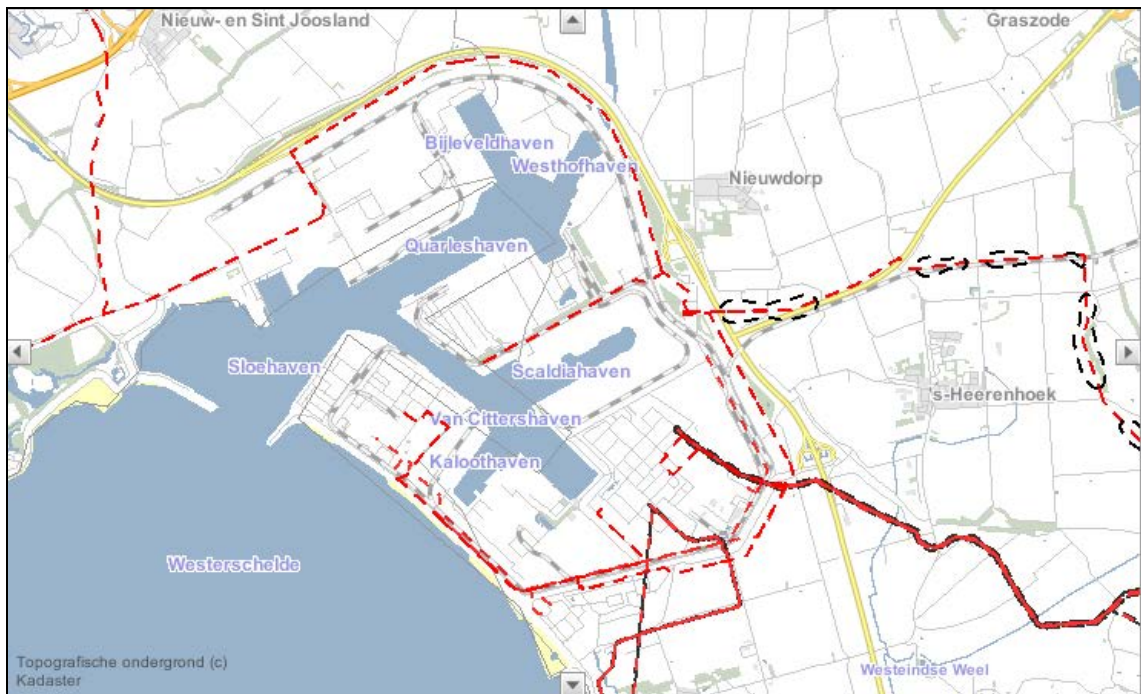 Nieuw- en Sint Joosland
Graszode
Bijleveldhaven
Westhofhaven
Nieuwdorp
Quarleshaven
Sloehaven
Scaldiahaven
's-Heerenhoek
Van Cittershaven
Kaloothaven
Westerschelde
Westeindse Weel
Topografische ondergrond (c)
Kadaster